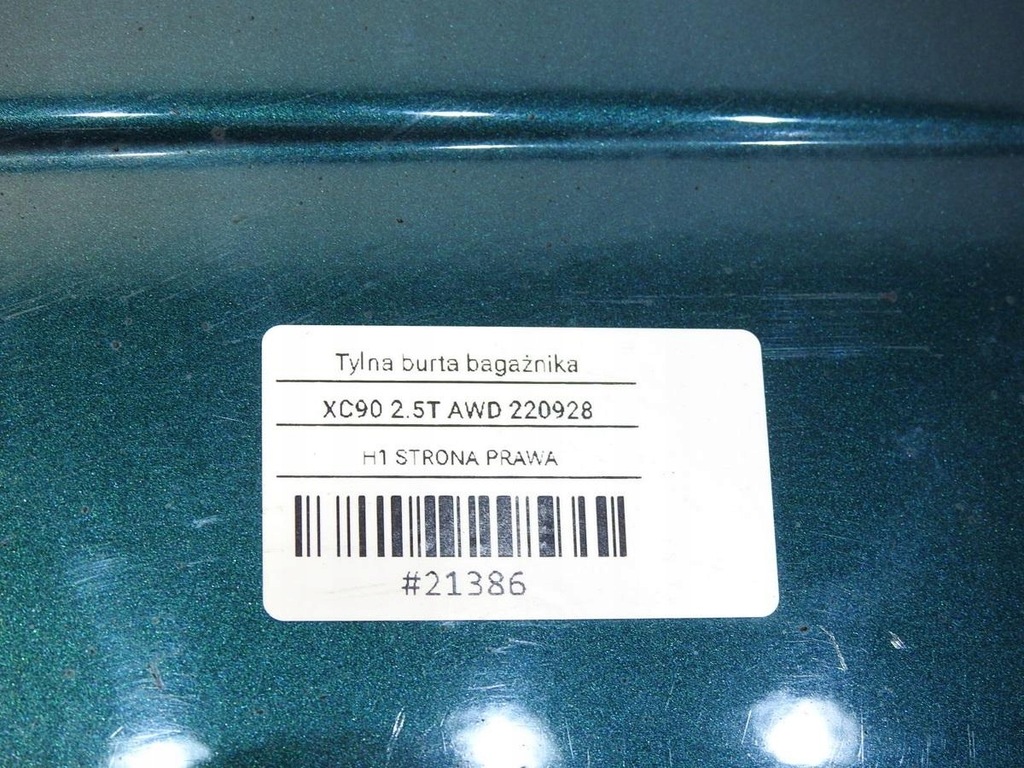 Tylna burta bagażnika
XC90 2.5T AWD 220928
H1 STRONA PRAWA
#21386